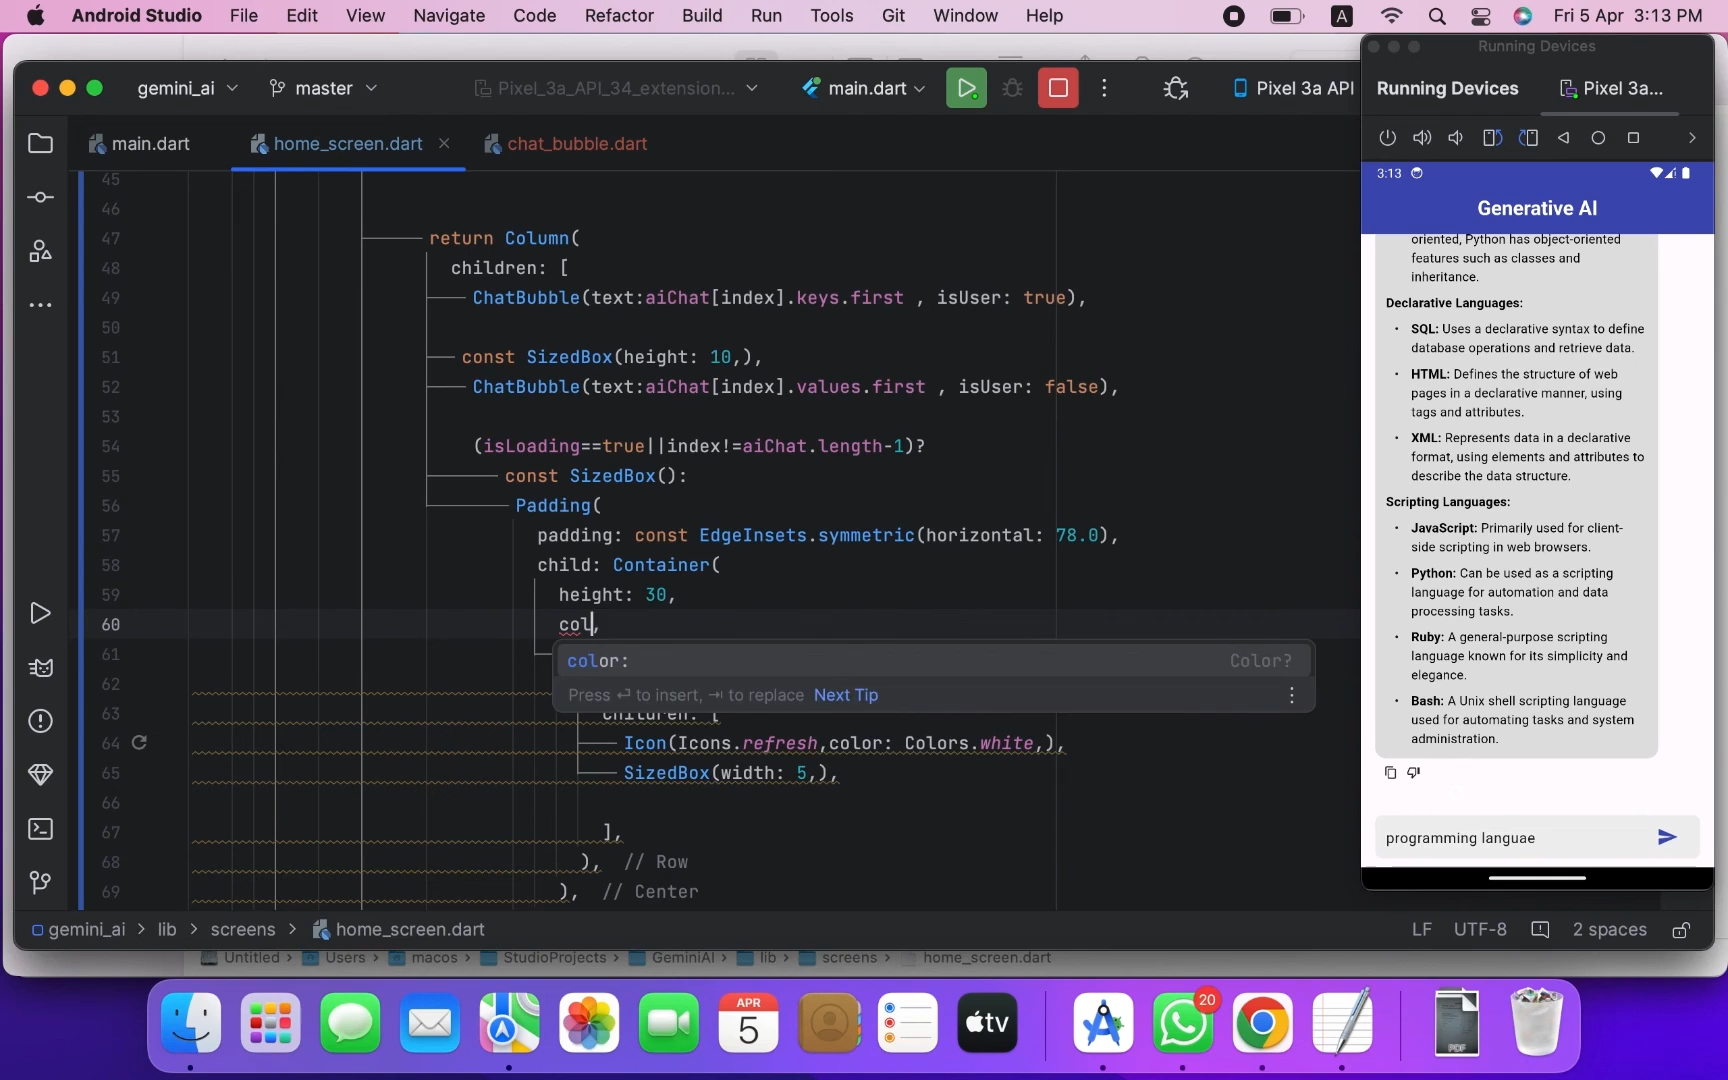 Android Studio File Edit View Navigate Code Refactor Build Run Tools Git Window Help A Fri 5 Apr 3:13 PM
gemini_ai master Pixel_3a_API_34_extension... main.dart Pixel 3a API
main.dart home_screen.dart chat_bubble.dart
45
46
47 return Column(
48 children: [
49 ChatBubble(text:aiChat[index].keys.first , isUser: true),
50
51 const SizedBox(height: 10,),
52 ChatBubble(text:aiChat[index].values.first , isUser: false),
53
54 (isLoading==true||index!=aiChat.length-1)?
55 const SizedBox():
56 Padding(
57 padding: const EdgeInsets.symmetric(horizontal: 78.0),
58 child: Container(
59 height: 30,
60 col,
61
color: Color?
62
Press ⏎ to insert, ⇥ to replace Next Tip
63 children: [
64 Icon(Icons.refresh,color: Colors.white,),
65 SizedBox(width: 5,),
66
67 ],
68 ), // Row
69 ), // Center
gemini_ai > lib > screens > home_screen.dart LF UTF-8 2 spaces
Untitled > Users > macos > StudioProjects > GeminiAI > lib > screens > home_screen.dart
Running Devices
Running Devices Pixel 3a...
3:13
Generative AI
oriented, Python has object-oriented
features such as classes and
inheritance.
Declarative Languages:
• SQL: Uses a declarative syntax to define
database operations and retrieve data.
• HTML: Defines the structure of web
pages in a declarative manner, using
tags and attributes.
• XML: Represents data in a declarative
format, using elements and attributes to
describe the data structure.
Scripting Languages:
• JavaScript: Primarily used for client-
side scripting in web browsers.
• Python: Can be used as a scripting
language for automation and data
processing tasks.
• Ruby: A general-purpose scripting
language known for its simplicity and
elegance.
• Bash: A Unix shell scripting language
used for automating tasks and system
administration.
programming languae
APR
5
tv
20
PDF